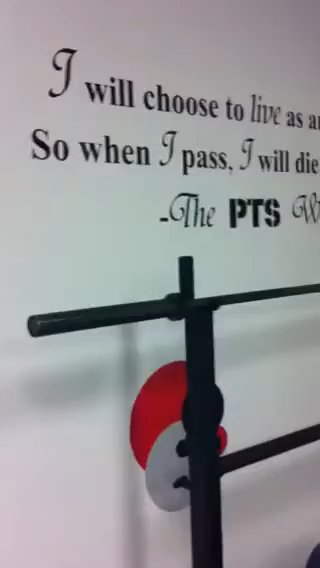 I will choose to live as
So when I pass, I will die
-The PTS